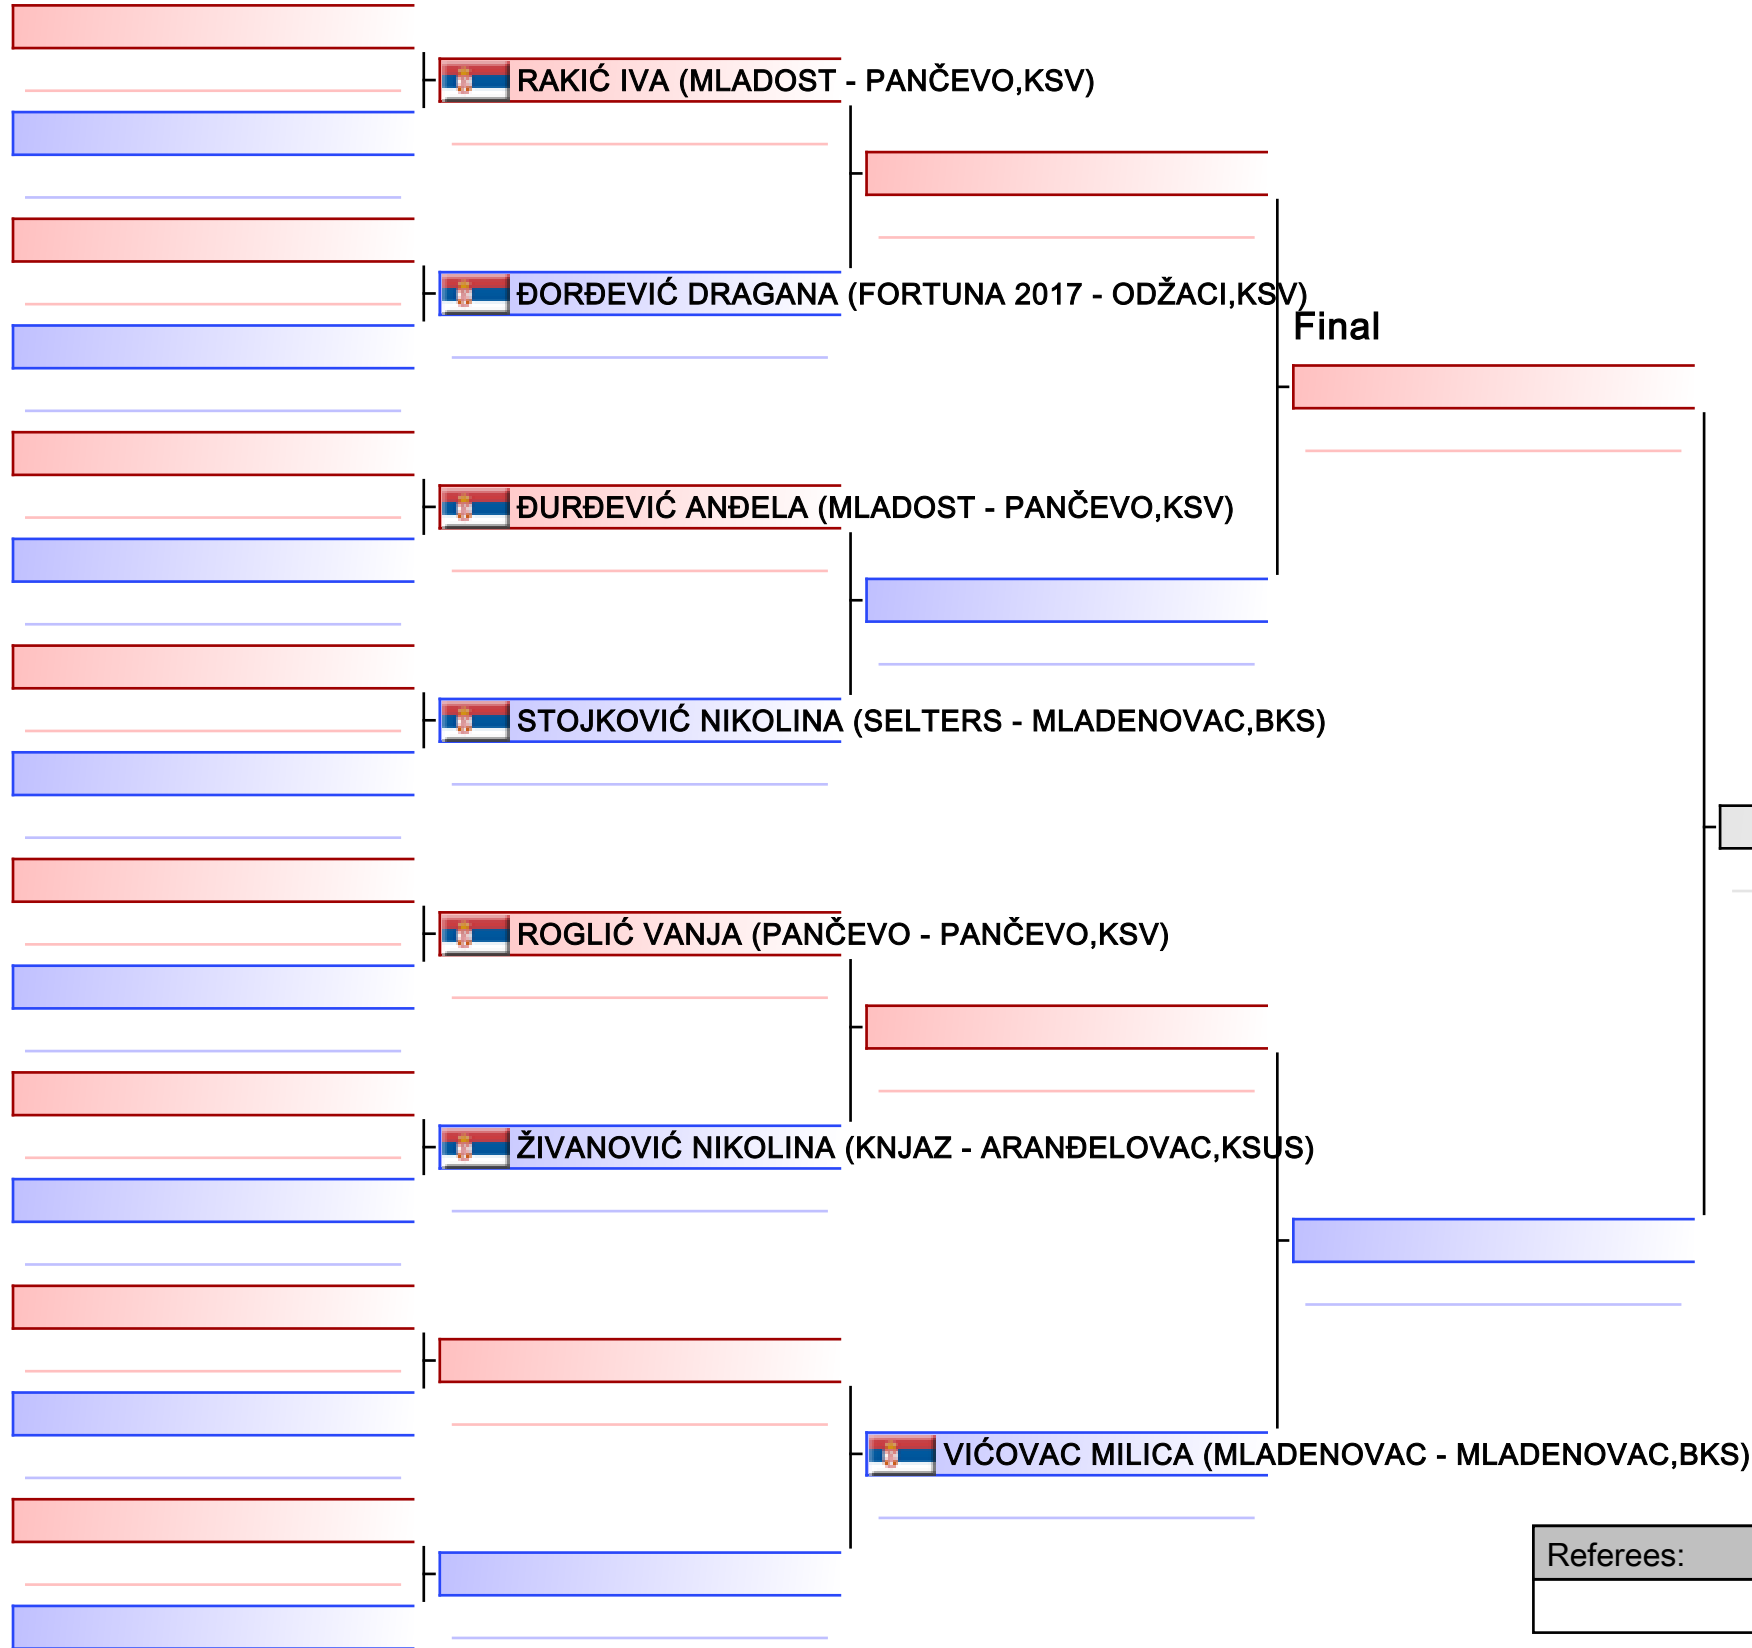 RAKIĆ IVA (MLADOST - PANČEVO,KSV)
ĐORĐEVIĆ DRAGANA (FORTUNA 2017 - ODŽACI,KSV)
Final
ĐURĐEVIĆ ANĐELA (MLADOST - PANČEVO,KSV)
STOJKOVIĆ NIKOLINA (SELTERS - MLADENOVAC,BKS)
ROGLIĆ VANJA (PANČEVO - PANČEVO,KSV)
ŽIVANOVIĆ NIKOLINA (KNJAZ - ARANĐELOVAC,KSUS)
VIĆOVAC MILICA (MLADENOVAC - MLADENOVAC,BKS)
Referees: